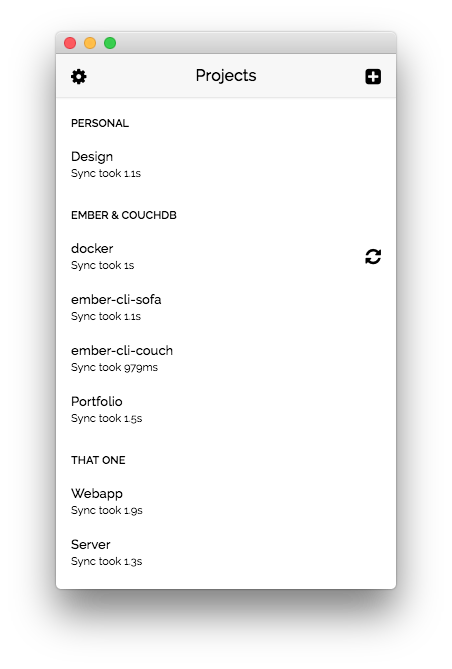 Projects
PERSONAL
Design
Sync took 1.1s
EMBER & COUCHDB
docker
Sync took 1s
ember-cli-sofa
Sync took 1.1s
ember-cli-couch
Sync took 979ms
Portfolio
Sync took 1.5s
THAT ONE
Webapp
Sync took 1.9s
Server
Sync took 1.3s